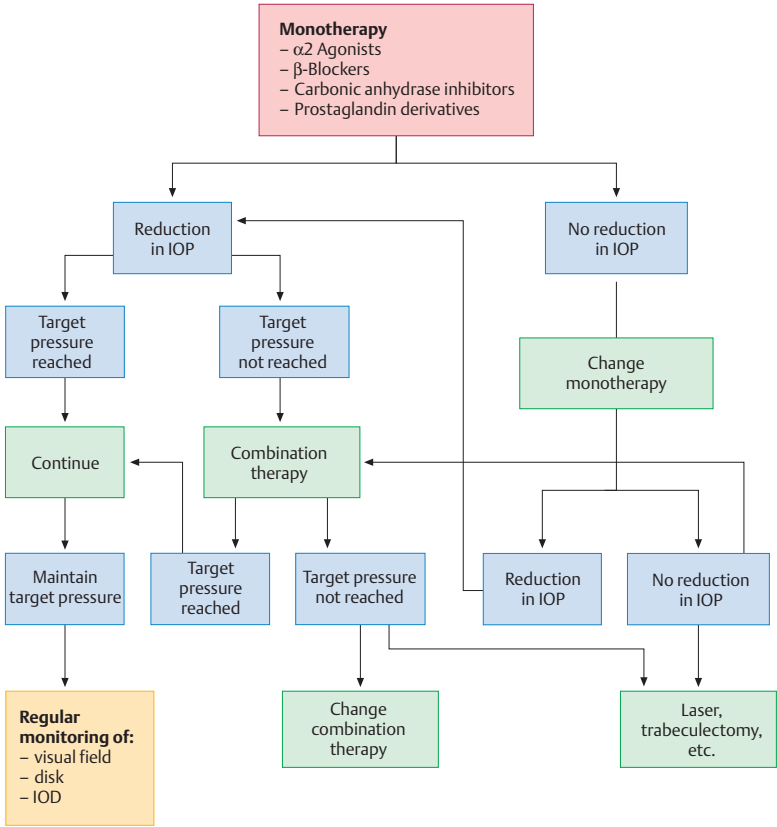 Monotherapy
– α2 Agonists
– β-Blockers
– Carbonic anhydrase inhibitors
– Prostaglandin derivatives
Reduction
in IOP
No reduction
in IOP
Target
pressure
reached
Target
pressure
not reached
Change
monotherapy
Continue
Combination
therapy
Maintain
target pressure
Target
pressure
reached
Target pressure
not reached
Reduction
in IOP
No reduction
in IOP
Regular
monitoring of:
– visual field
– disk
– IOD
Change
combination
therapy
Laser,
trabeculectomy,
etc.